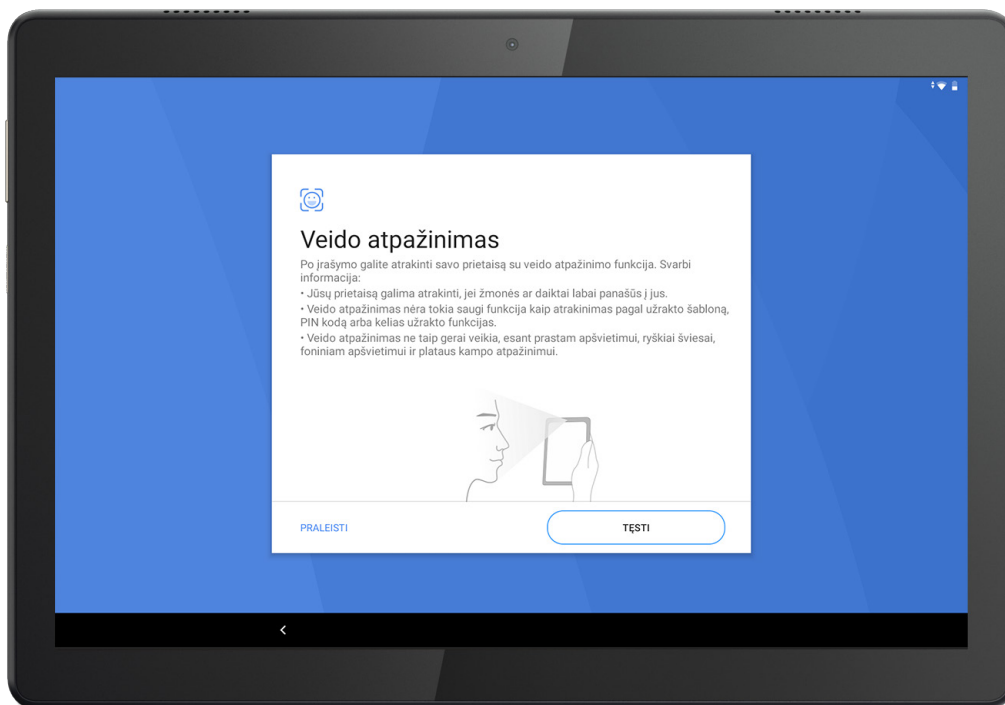 Veido atpažinimas
Po įrašymo galite atrakinti savo prietaisą su veido atpažinimo funkcija. Svarbi
informacija:
• Jūsų prietaisą galima atrakinti, jei žmonės ar daiktai labai panašūs į jus.
• Veido atpažinimas nėra tokia saugi funkcija kaip atrakinimas pagal užrakto šabloną,
PIN kodą arba kelias užrakto funkcijas.
• Veido atpažinimas ne taip gerai veikia, esant prastam apšvietimui, ryškiai šviesai,
foniniam apšvietimui ir plataus kampo atpažinimui.
PRALEISTI
TĘSTI